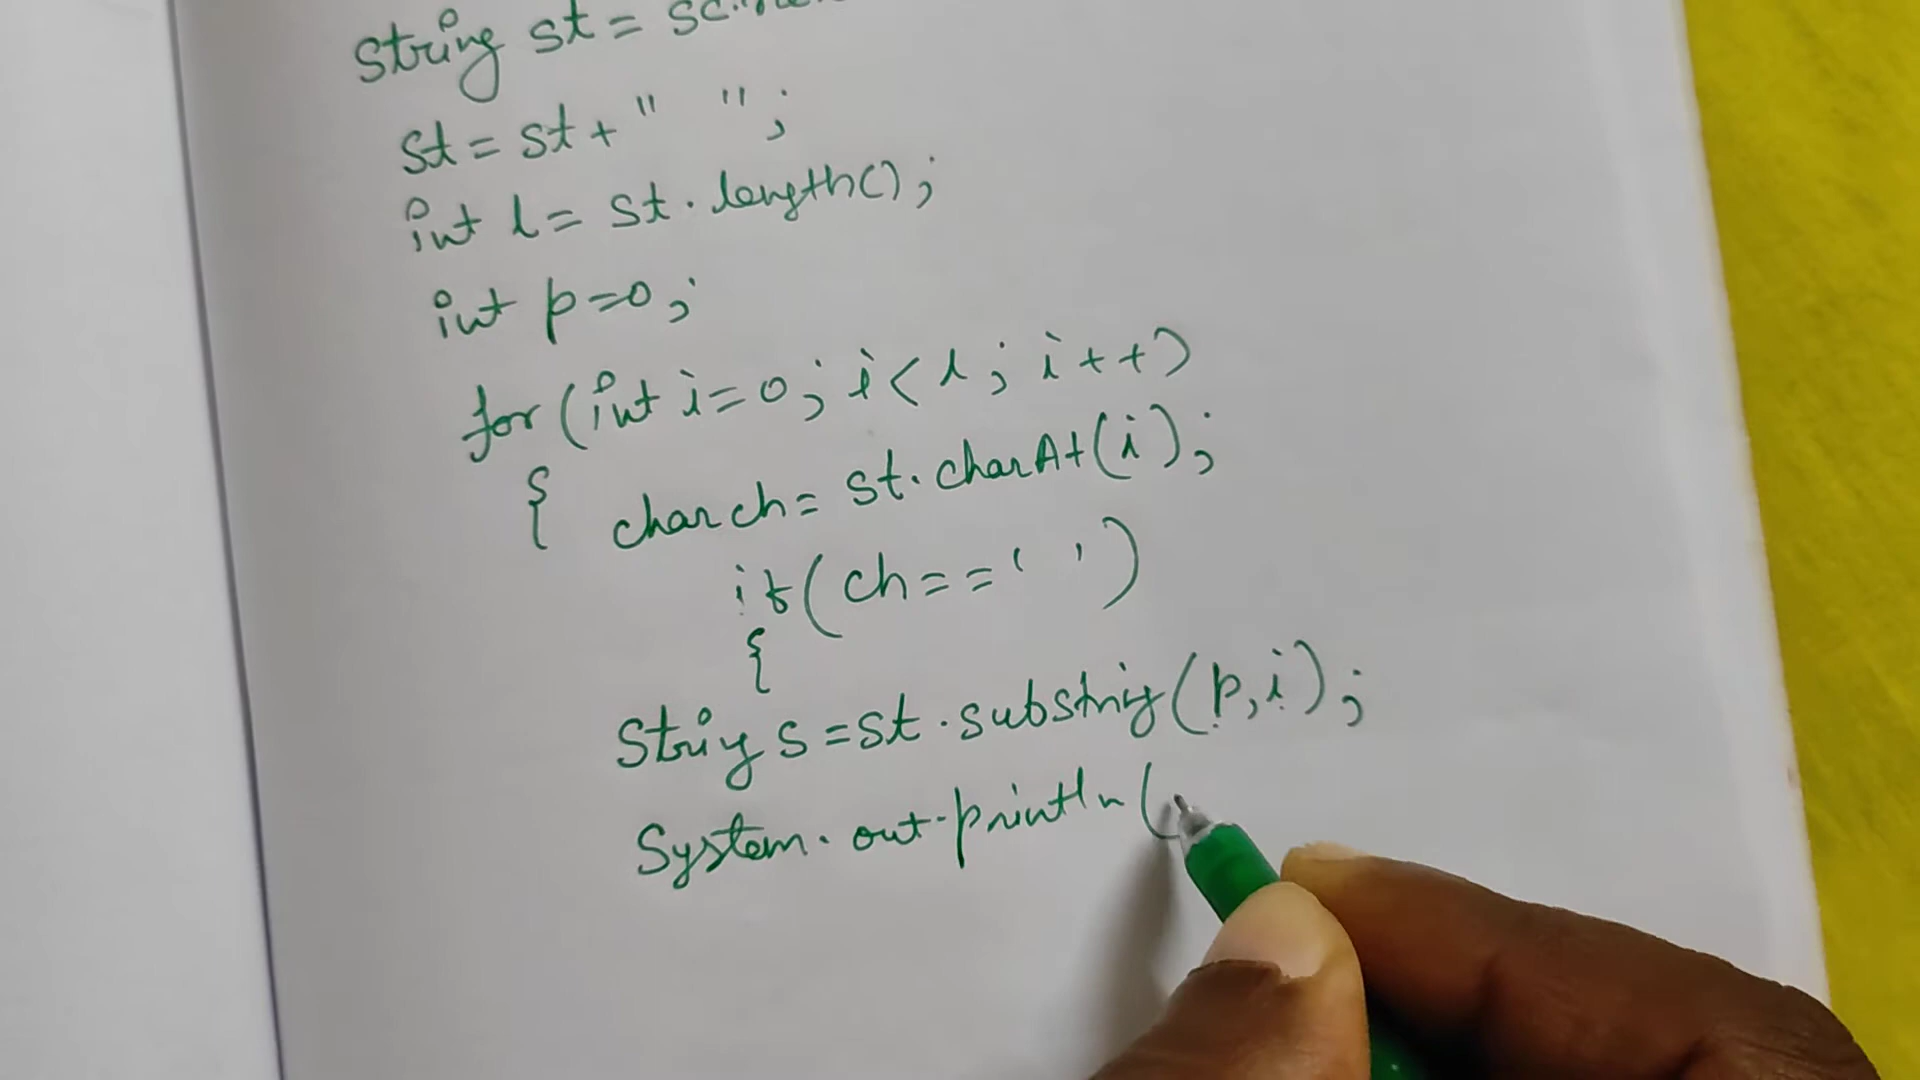 String st = sc.
st = st + " " ;
int l = st . length() ;
int p=0 ;
for (int i=0 ; i< l ; i++)
{ char ch= st. charAt(i) ;
if (ch==' ')
{
String s = st . substring (p,i) ;
System. out. println (